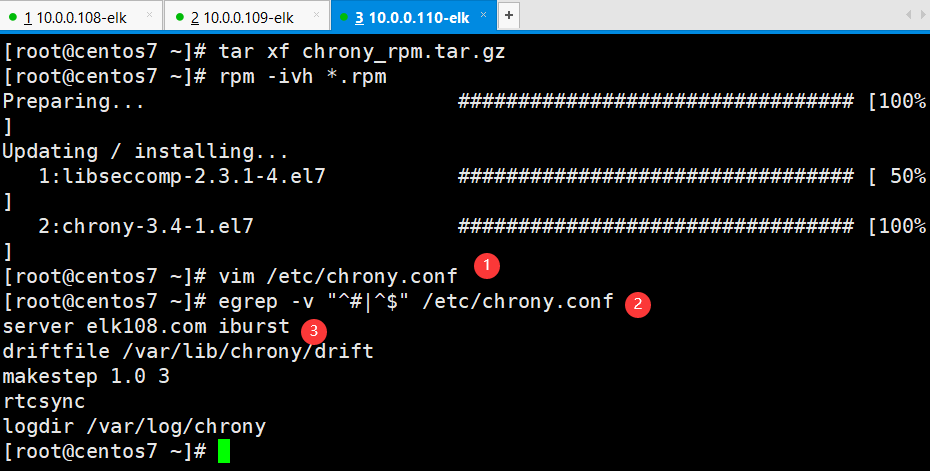 1 10.0.0.108-elk × 2 10.0.0.109-elk × 3 10.0.0.110-elk × +
[root@centos7 ~]# tar xf chrony_rpm.tar.gz
[root@centos7 ~]# rpm -ivh *.rpm
Preparing... ################################# [100%
]
Updating / installing...
1:libseccomp-2.3.1-4.el7 ################################# [ 50%
]
2:chrony-3.4-1.el7 ################################# [100%
]
[root@centos7 ~]# vim /etc/chrony.conf 1
[root@centos7 ~]# egrep -v "^#|^$" /etc/chrony.conf 2
server elk108.com iburst 3
driftfile /var/lib/chrony/drift
makestep 1.0 3
rtcsync
logdir /var/log/chrony
[root@centos7 ~]#